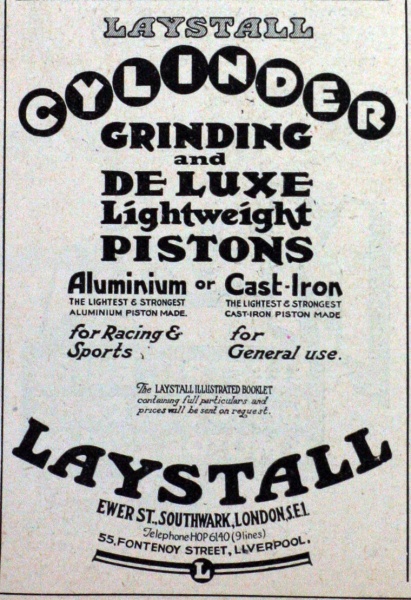 LAYSTALL
CYLINDER
GRINDING
and
DE LUXE
Lightweight
PISTONS
Aluminium or Cast-Iron
THE LIGHTEST & STRONGEST
ALUMINIUM PISTON MADE.
THE LIGHTEST & STRONGEST
CAST-IRON PISTON MADE
for Racing &
Sports.
for
General use.
The LAYSTALL ILLUSTRATED BOOKLET
containing full particulars and
prices will be sent on request.
LAYSTALL
EWER ST., SOUTHWARK, LONDON, S.E.1.
Telephone HOP 6140 (9 lines)
55, FONTENOY STREET, LIVERPOOL.
L